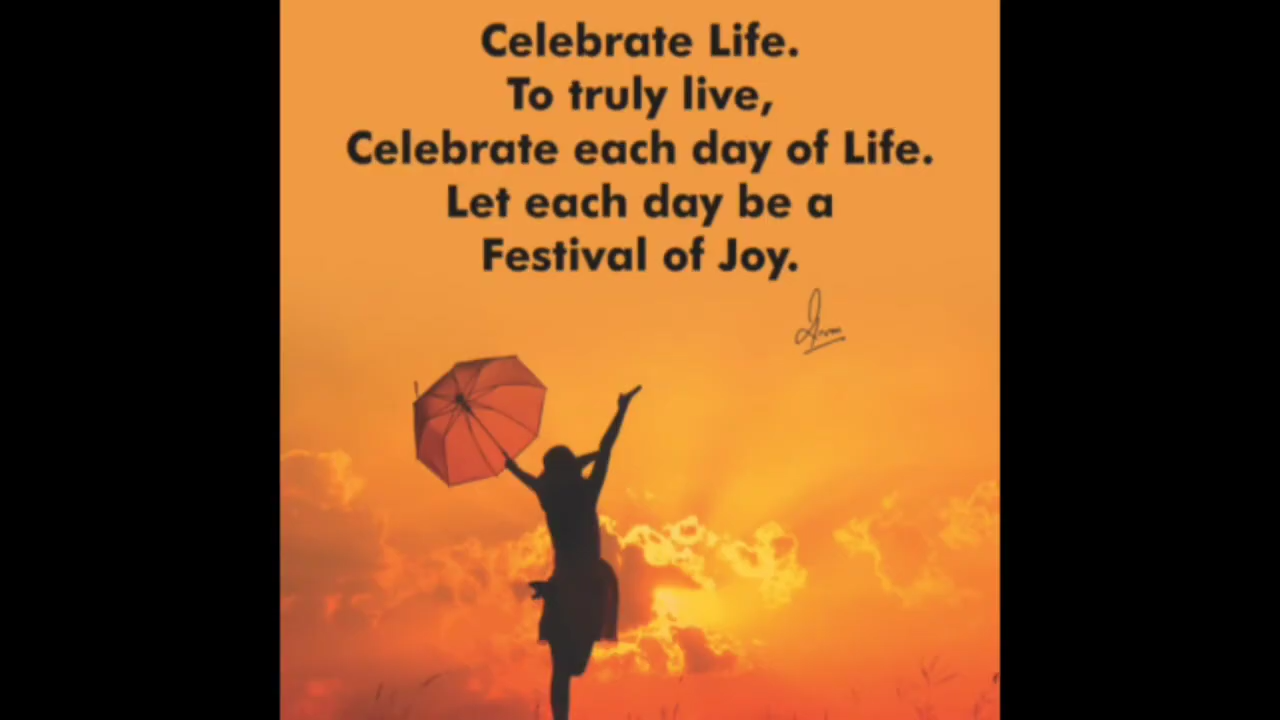 Celebrate Life.
To truly live,
Celebrate each day of Life.
Let each day be a
Festival of Joy.